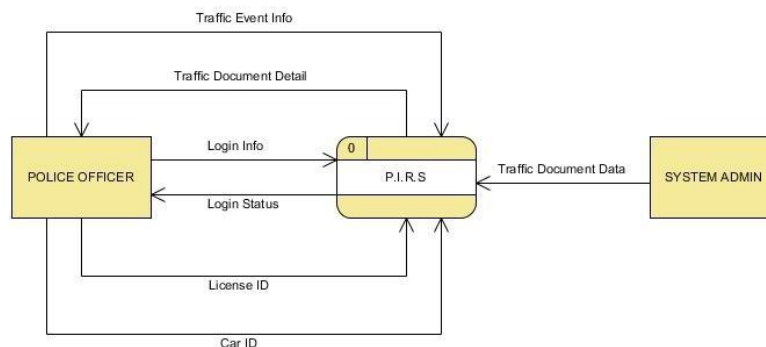 Traffic Event Info
Traffic Document Detail
Login Info
0
POLICE OFFICER
P.I.R.S
Traffic Document Data
SYSTEM ADMIN
Login Status
License ID
Car ID